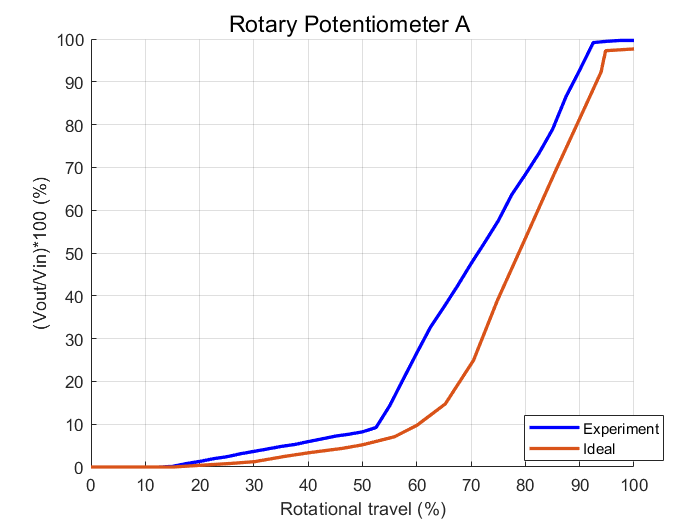 Rotary Potentiometer A
(Vout/Vin)*100 (%)
100
90
80
70
60
50
40
30
20
10
0
0 10 20 30 40 50 60 70 80 90 100
Rotational travel (%)
Experiment
Ideal